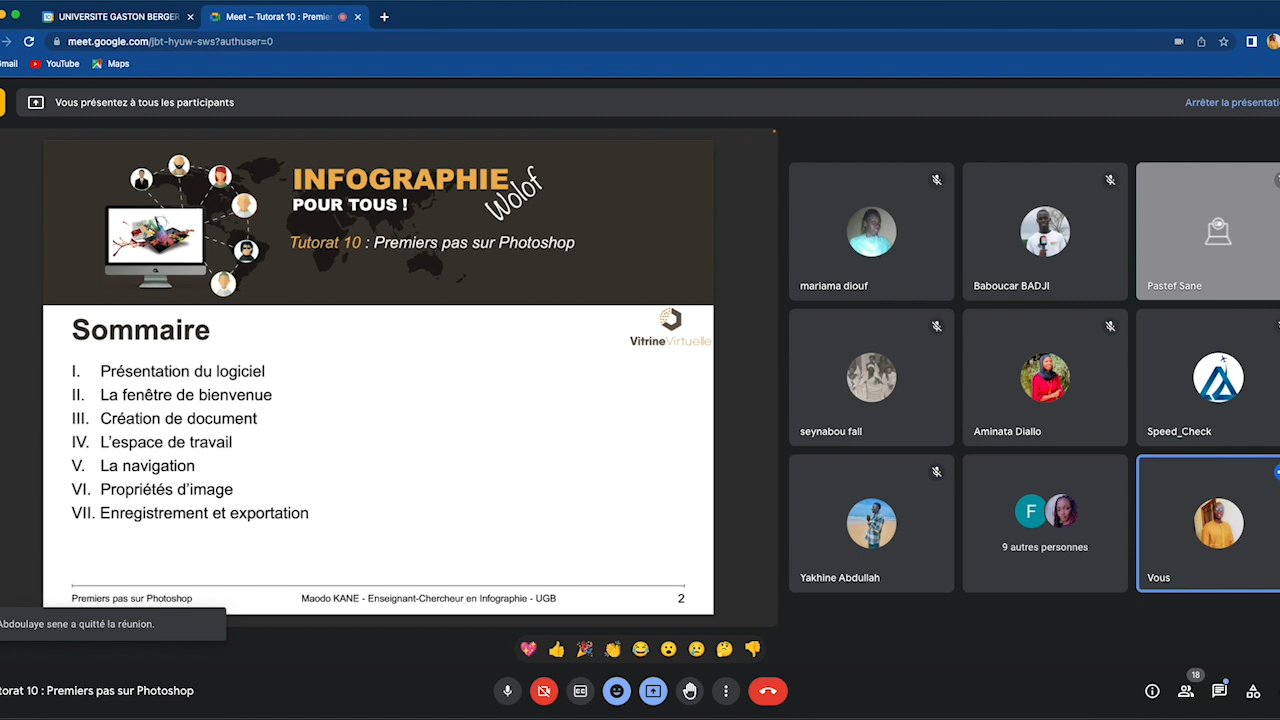 UNIVERSITE GASTON BERGER
Meet – Tutorat 10 : Premie
meet.google.com/jbt-hyuw-sws?authuser=0
mail
YouTube
Maps
Vous présentez à tous les participants
Arrêter la présentati
INFOGRAPHIE
POUR TOUS !
Wolof
Tutorat 10 : Premiers pas sur Photoshop
Sommaire
VitrineVirtuelle
I. Présentation du logiciel
II. La fenêtre de bienvenue
III. Création de document
IV. L'espace de travail
V. La navigation
VI. Propriétés d'image
VII. Enregistrement et exportation
Premiers pas sur Photoshop
Maodo KANE - Enseignant-Chercheur en Infographie - UGB
2
mariama diouf
Baboucar BADJI
Pastef Sane
seynabou fall
Aminata Diallo
Speed_Check
Yakhine Abdullah
F
9 autres personnes
Vous
Abdoulaye sene a quitté la réunion.
torat 10 : Premiers pas sur Photoshop
CC
18